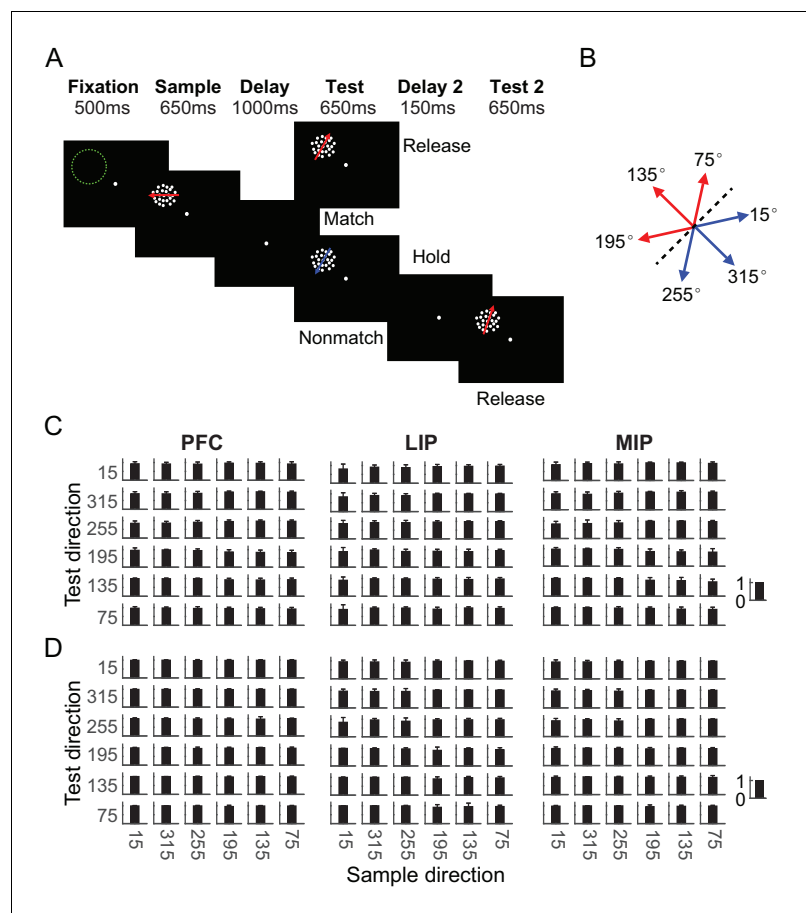 A
B
Fixation Sample Delay Test Delay 2 Test 2
500ms 650ms 1000ms 650ms 150ms 650ms
Release
Match
Hold
Nonmatch
Release
75°
135°
15°
195°
315°
255°
C
PFC LIP MIP
Test direction
15
315
255
195
135
75
1
0
D
Test direction
15
315
255
195
135
75
1
0
15 315 255 195 135 75 15 315 255 195 135 75 15 315 255 195 135 75
Sample direction